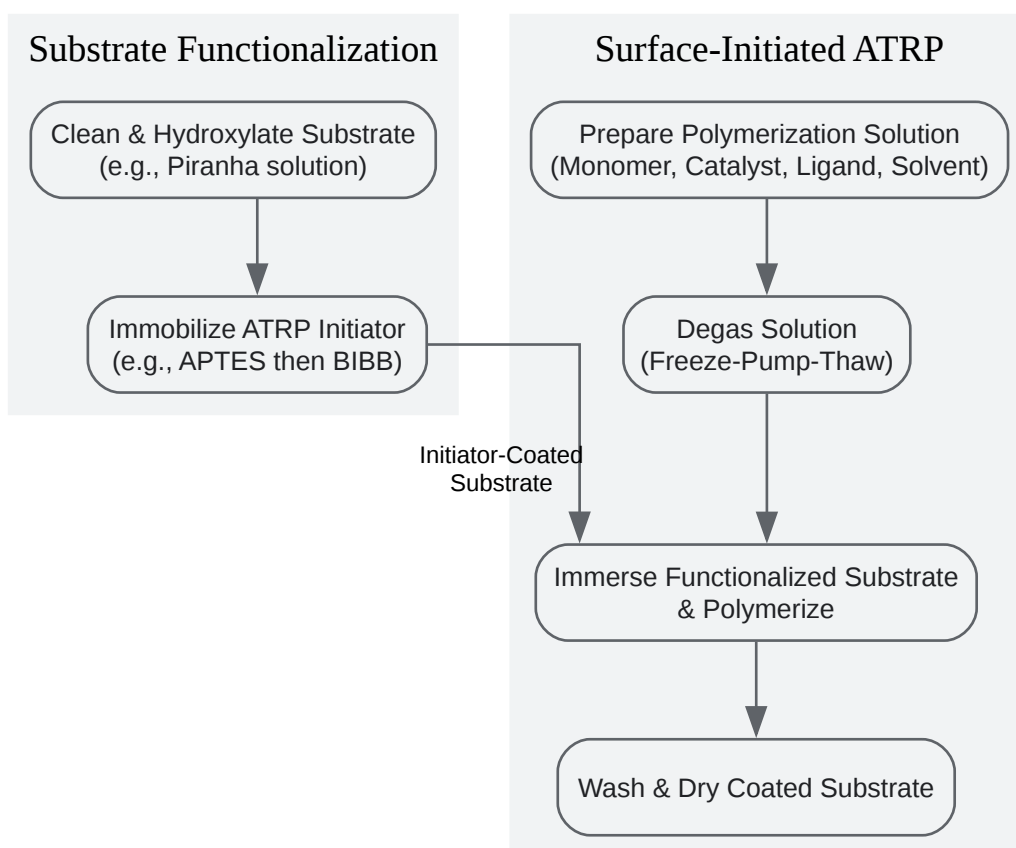 Substrate Functionalization
Clean & Hydroxylate Substrate
(e.g., Piranha solution)
Immobilize ATRP Initiator
(e.g., APTES then BIBB)
Initiator-Coated
Substrate
Surface-Initiated ATRP
Prepare Polymerization Solution
(Monomer, Catalyst, Ligand, Solvent)
Degas Solution
(Freeze-Pump-Thaw)
Immerse Functionalized Substrate
& Polymerize
Wash & Dry Coated Substrate